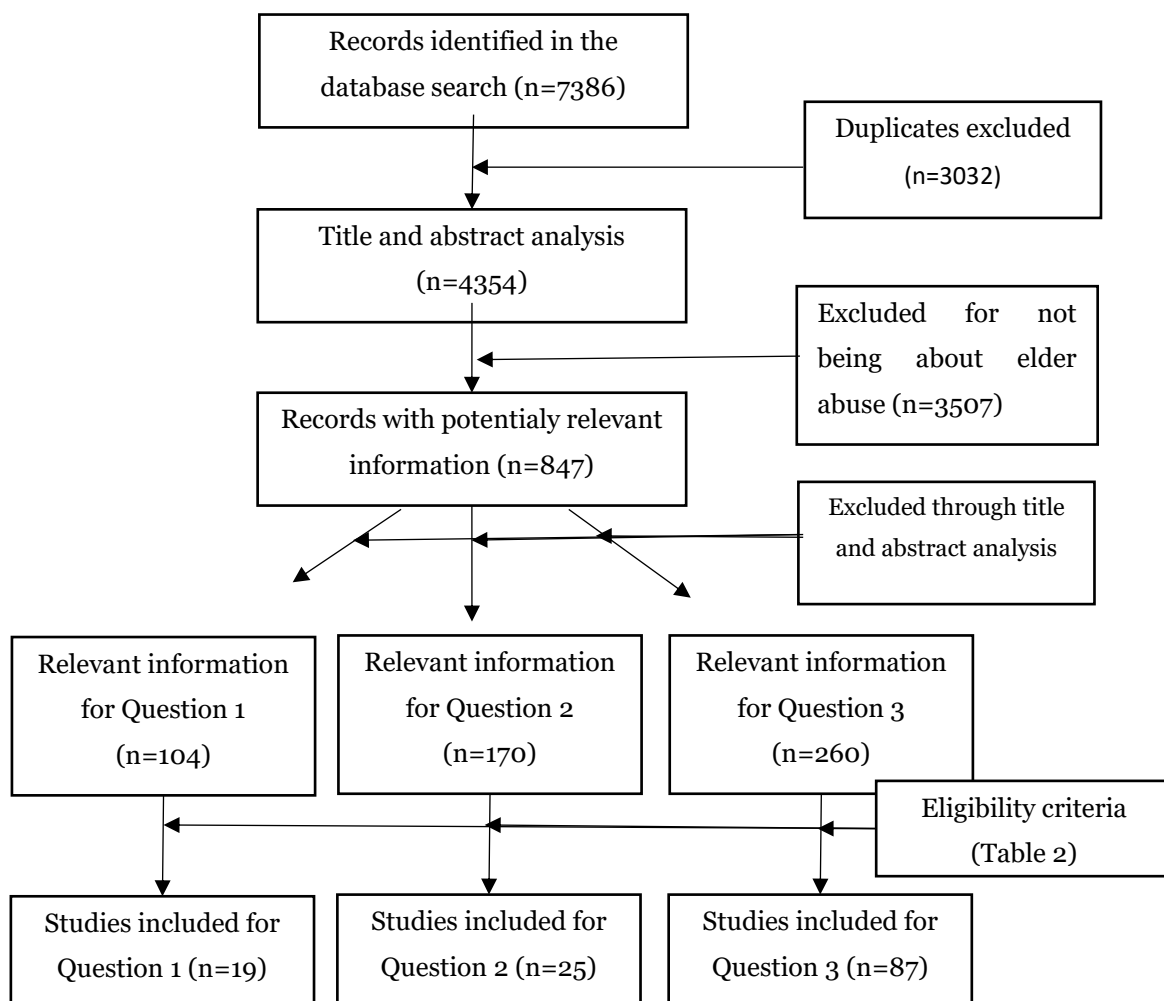 Records identified in the
database search (n=7386)
Duplicates excluded
(n=3032)
Title and abstract analysis
(n=4354)
Excluded for not
being about elder
abuse (n=3507)
Records with potentialy relevant
information (n=847)
Excluded through title
and abstract analysis
Relevant information
for Question 1
(n=104)
Relevant information
for Question 2
(n=170)
Relevant information
for Question 3
(n=260)
Eligibility criteria
(Table 2)
Studies included for
Question 1 (n=19)
Studies included for
Question 2 (n=25)
Studies included for
Question 3 (n=87)